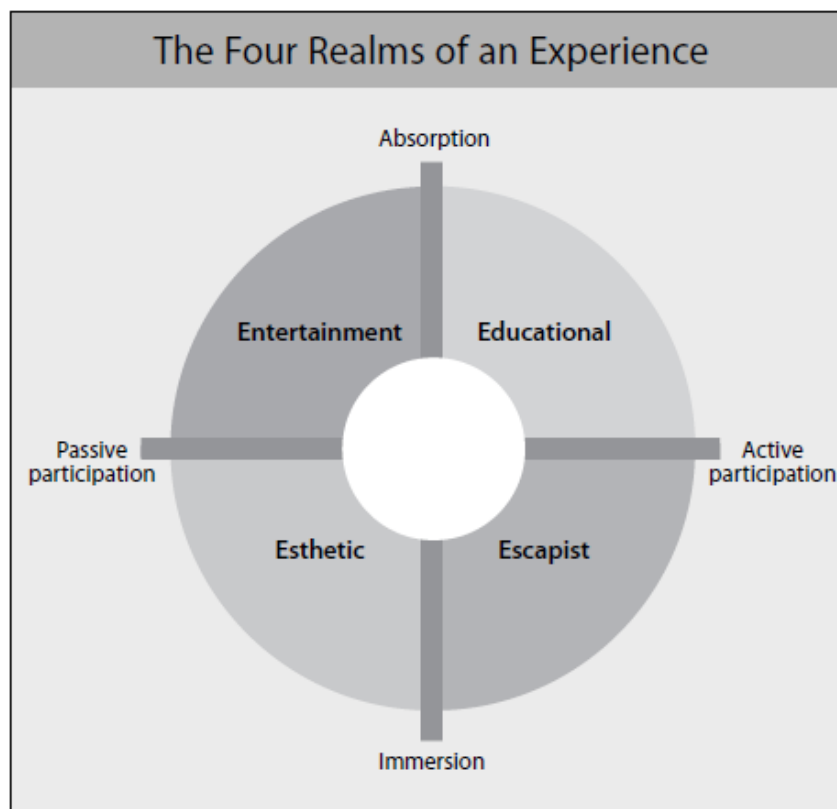 The Four Realms of an Experience
Absorption
Entertainment
Educational
Passive
participation
Active
participation
Esthetic
Escapist
Immersion